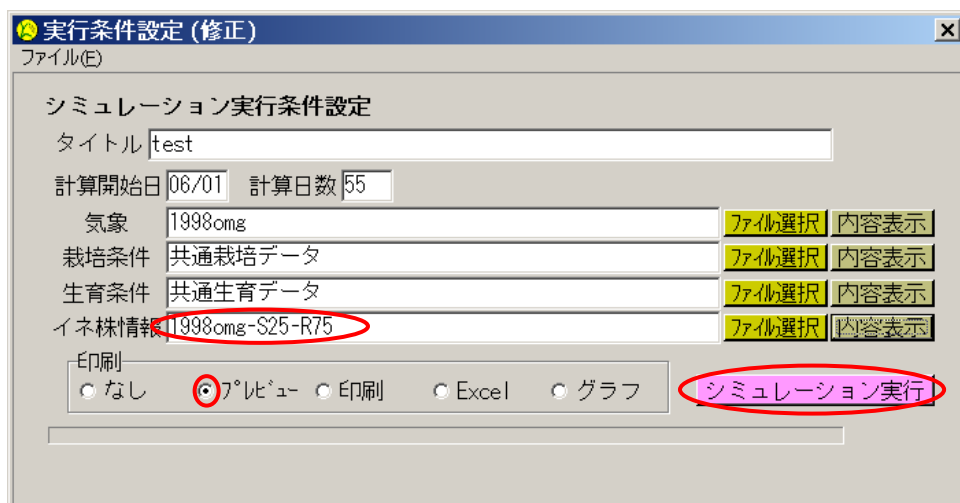 実行条件設定 (修正)
ファイル(F)
シミュレーション実行条件設定
タイトル test
計算開始日 06/01 計算日数 55
気象 1998omg ファイル選択 内容表示
栽培条件 共通栽培データ ファイル選択 内容表示
生育条件 共通生育データ ファイル選択 内容表示
イネ株情報 1998omg-S25-R75 ファイル選択 内容表示
印刷
なし プレビュー 印刷 Excel グラフ シミュレーション実行